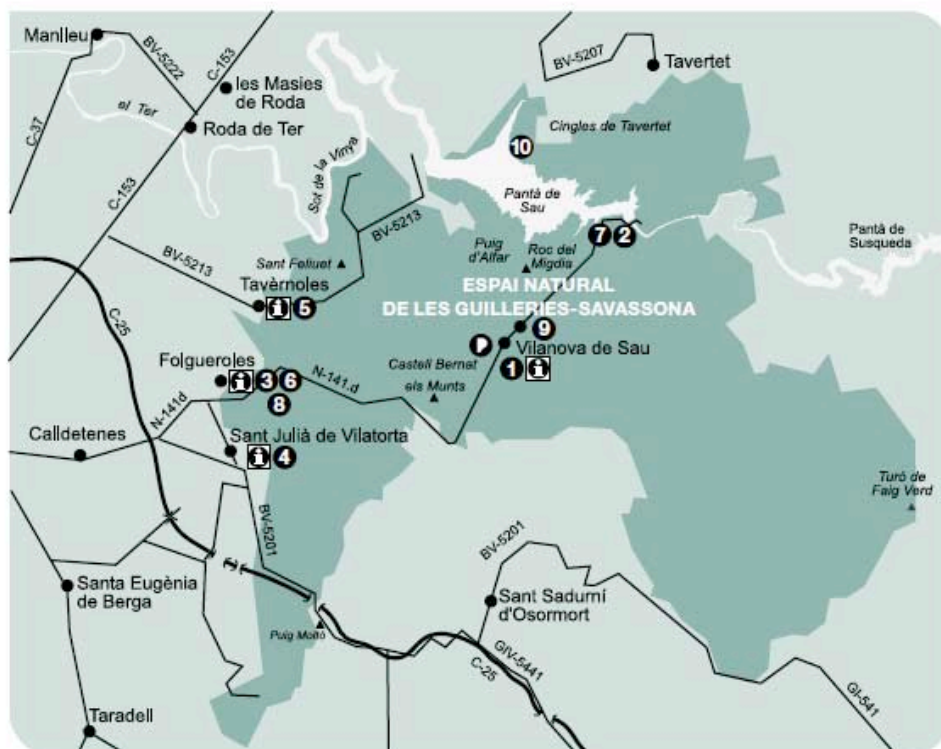 Manlleu
BV-5222
C-153
les Masies
de Roda
el Ter
Roda de Ter
C-37
C-153
BV-5207
Tavertet
Cingles de Tavertet
10
Sot de la Vinya
Pantà de
Sau
Pantà de
Susqueda
7 2
BV-5213
BV-5213
Sant Feliuet
Puig
d'Alfar
Roc del
Migdia
Tavèrnoles
i 5
ESPAI NATURAL
DE LES GUILLERIES-SAVASSONA
C-25
9
P
Vilanova de Sau
1 i
Folgueroles
i 3 6
8
N-141.d
Castell Bernat
els Munts
N-141d
Calldetenes
Sant Julià de Vilatorta
i 4
Turó de
Faig Verd
BV-5201
BV-5201
Santa Eugènia
de Berga
Sant Sadurní
d'Osormort
Puig Moltó
GIV-5441
C-25
GI-541
Taradell